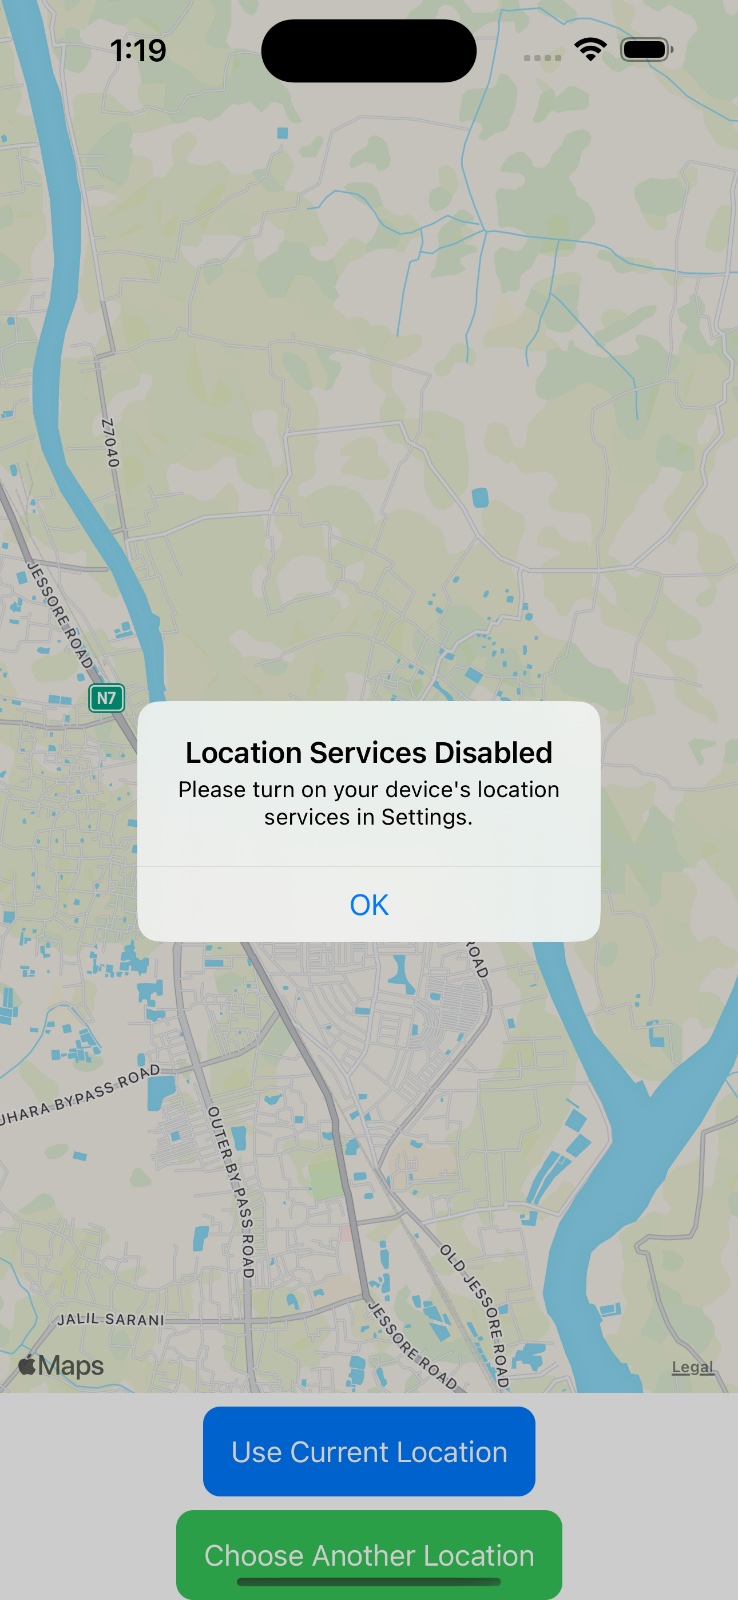 1:19
Z7040
JESSORE ROAD
N7
Location Services Disabled
Please turn on your device's location
services in Settings.
OK
ROAD
UHARA BYPASS ROAD
OUTER BY PASS ROAD
OLD JESSORE ROAD
JALIL SARANI
JESSORE ROAD
Maps
Legal
Use Current Location
Choose Another Location